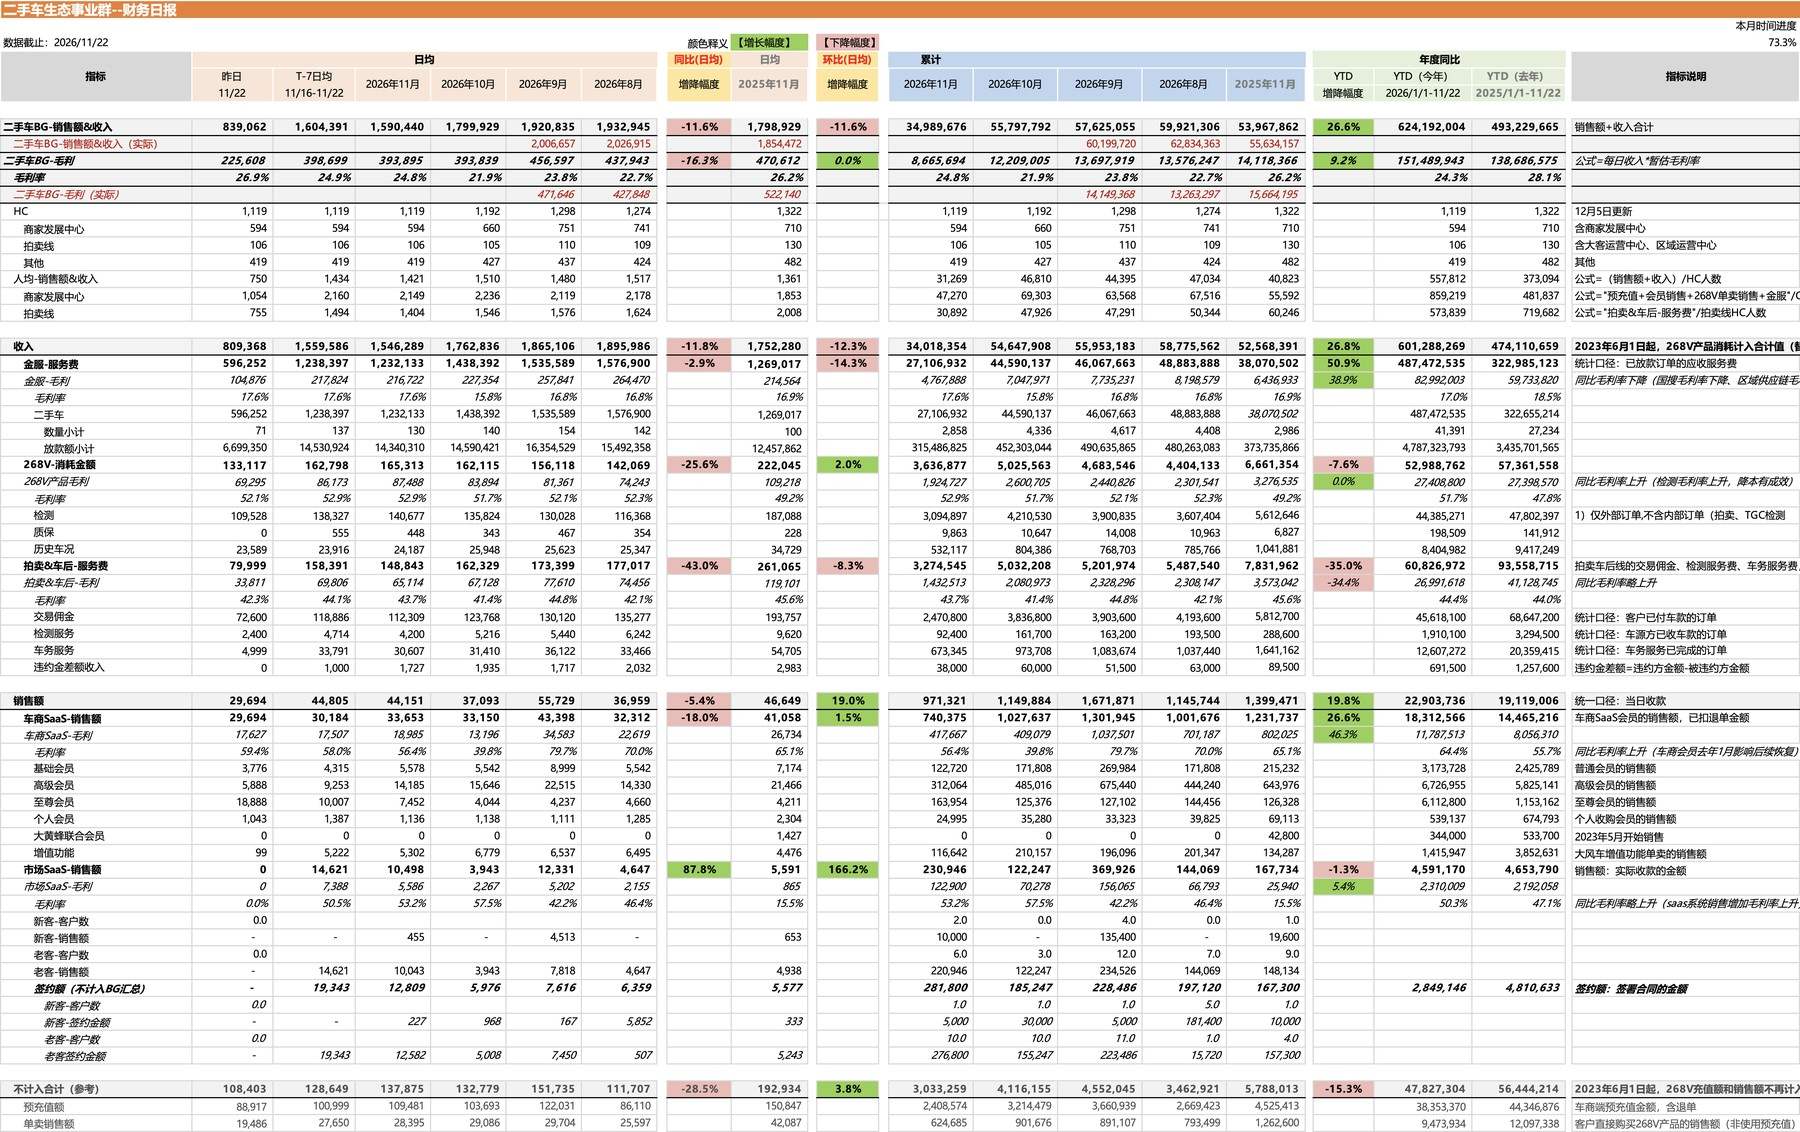 二手车生态事业群--财务日报
本月时间进度
数据截止：2026/11/22 颜色释义 【增长幅度】 【下降幅度】 73.3%
指标 日均 同比(日均) 日均 环比(日均) 累计 年度同比 指标说明
昨日 T-7日均 2026年11月 2026年10月 2026年9月 2026年8月 增降幅度 2025年11月 增降幅度 2026年11月 2026年10月 2026年9月 2026年8月 2025年11月 YTD YTD（今年） YTD（去年）
11/22 11/16-11/22 增降幅度 2026/1/1-11/22 2025/1/1-11/22
二手车BG-销售额&收入 839,062 1,604,391 1,590,440 1,799,929 1,920,835 1,932,945 -11.6% 1,798,929 -11.6% 34,989,676 55,797,792 57,625,055 59,921,306 53,967,862 26.6% 624,192,004 493,229,665 销售额+收入合计
二手车BG-销售额&收入（实际） 2,006,657 2,026,915 1,854,472 60,199,720 62,834,363 55,634,157
二手车BG-毛利 225,608 398,699 393,895 393,839 456,597 437,943 -16.3% 470,612 0.0% 8,665,694 12,209,005 13,697,919 13,576,247 14,118,366 9.2% 151,489,943 138,686,575 公式=每日收入*暂估毛利率
毛利率 26.9% 24.9% 24.8% 21.9% 23.8% 22.7% 26.2% 24.8% 21.9% 23.8% 22.7% 26.2% 24.3% 28.1%
二手车BG-毛利（实际） 471,646 427,848 522,140 14,149,368 13,263,297 15,664,195
HC 1,119 1,119 1,119 1,192 1,298 1,274 1,322 1,119 1,192 1,298 1,274 1,322 1,119 1,322 12月5日更新
商家发展中心 594 594 594 660 751 741 710 594 660 751 741 710 594 710 含商家发展中心
拍卖线 106 106 106 105 110 109 130 106 105 110 109 130 106 130 含大客运营中心、区域运营中心
其他 419 419 419 427 437 424 482 419 427 437 424 482 419 482 其他
人均-销售额&收入 750 1,434 1,421 1,510 1,480 1,517 1,361 31,269 46,810 44,395 47,034 40,823 557,812 373,094 公式=（销售额+收入）/HC人数
商家发展中心 1,054 2,160 2,149 2,236 2,119 2,178 1,853 47,270 69,303 63,568 67,516 55,592 859,219 481,837 公式="预充值+会员销售+268V单卖销售+金服"/
拍卖线 755 1,494 1,404 1,546 1,576 1,624 2,008 30,892 47,926 47,291 50,344 60,246 573,839 719,682 公式="拍卖&车后-服务费"/拍卖线HC人数
收入 809,368 1,559,586 1,546,289 1,762,836 1,865,106 1,895,986 -11.8% 1,752,280 -12.3% 34,018,354 54,647,908 55,953,183 58,775,562 52,568,391 26.8% 601,288,269 474,110,659 2023年6月1日起，268V产品消耗计入合计值（
金服-服务费 596,252 1,238,397 1,232,133 1,438,392 1,535,589 1,576,900 -2.9% 1,269,017 -14.3% 27,106,932 44,590,137 46,067,663 48,883,888 38,070,502 50.9% 487,472,535 322,985,123 统计口径：已放款订单的应收服务费
金服-毛利 104,876 217,824 216,722 227,354 257,841 264,470 214,564 4,767,888 7,047,971 7,735,231 8,198,579 6,436,933 38.9% 82,992,003 59,733,820 同比毛利率下降（国搜毛利率下降、区域供应链毛
毛利率 17.6% 17.6% 17.6% 15.8% 16.8% 16.8% 16.9% 17.6% 15.8% 16.8% 16.8% 16.9% 17.0% 18.5%
二手车 596,252 1,238,397 1,232,133 1,438,392 1,535,589 1,576,900 1,269,017 27,106,932 44,590,137 46,067,663 48,883,888 38,070,502 487,472,535 322,655,214
数量小计 71 137 130 140 154 142 100 2,858 4,336 4,617 4,408 2,986 41,391 27,234
放款额小计 6,699,350 14,530,924 14,340,310 14,590,421 16,354,529 15,492,358 12,457,862 315,486,825 452,303,044 490,635,865 480,263,083 373,735,866 4,787,323,793 3,435,701,565
268V-消耗金额 133,117 162,798 165,313 162,115 156,118 142,069 -25.6% 222,045 2.0% 3,636,877 5,025,563 4,683,546 4,404,133 6,661,354 -7.6% 52,988,762 57,361,558
268V产品毛利 69,295 86,173 87,488 83,894 81,361 74,243 109,218 1,924,727 2,600,705 2,440,826 2,301,541 3,276,535 0.0% 27,408,800 27,398,570 同比毛利率上升（检测毛利率上升，降本有成效）
毛利率 52.1% 52.9% 52.9% 51.7% 52.1% 52.3% 49.2% 52.9% 51.7% 52.1% 52.3% 49.2% 51.7% 47.8%
检测 109,528 138,327 140,677 135,824 130,028 116,368 187,088 3,094,897 4,210,530 3,900,835 3,607,404 5,612,646 44,385,271 47,802,397 1）仅外部订单,不含内部订单（拍卖、TGC检测
质保 0 555 448 343 467 354 228 9,863 10,647 14,008 10,963 6,827 198,509 141,912
历史车况 23,589 23,916 24,187 25,948 25,623 25,347 34,729 532,117 804,386 768,703 785,766 1,041,881 8,404,982 9,417,249
拍卖&车后-服务费 79,999 158,391 148,843 162,329 173,399 177,017 -43.0% 261,065 -8.3% 3,274,545 5,032,208 5,201,974 5,487,540 7,831,962 -35.0% 60,826,972 93,558,715 拍卖车后线的交易佣金、检测服务费、车务服务费
拍卖&车后-毛利 33,811 69,806 65,114 67,128 77,610 74,456 119,101 1,432,513 2,080,973 2,328,296 2,308,147 3,573,042 -34.4% 26,991,618 41,128,745 同比毛利率略上升
毛利率 42.3% 44.1% 43.7% 41.4% 44.8% 42.1% 45.6% 43.7% 41.4% 44.8% 42.1% 45.6% 44.4% 44.0%
交易佣金 72,600 118,886 112,309 123,768 130,120 135,277 193,757 2,470,800 3,836,800 3,903,600 4,193,600 5,812,700 45,618,100 68,647,200 统计口径：客户已付车款的订单
检测服务 2,400 4,714 4,200 5,216 5,440 6,242 9,620 92,400 161,700 163,200 193,500 288,600 1,910,100 3,294,500 统计口径：车源方已收车款的订单
车务服务 4,999 33,791 30,607 31,410 36,122 33,466 54,705 673,345 973,708 1,083,674 1,037,440 1,641,162 12,607,272 20,359,415 统计口径：车务服务已完成的订单
违约金差额收入 0 1,000 1,727 1,935 1,717 2,032 2,983 38,000 60,000 51,500 63,000 89,500 691,500 1,257,600 违约金差额=违约方金额-被违约方金额
销售额 29,694 44,805 44,151 37,093 55,729 36,959 -5.4% 46,649 19.0% 971,321 1,149,884 1,671,871 1,145,744 1,399,471 19.8% 22,903,736 19,119,006 统一口径：当日收款
车商SaaS-销售额 29,694 30,184 33,653 33,150 43,398 32,312 -18.0% 41,058 1.5% 740,375 1,027,637 1,301,945 1,001,676 1,231,737 26.6% 18,312,566 14,465,216 车商SaaS会员的销售额，已扣退单金额
车商SaaS-毛利 17,627 17,507 18,985 13,196 34,583 22,619 26,734 417,667 409,079 1,037,501 701,187 802,025 46.3% 11,787,513 8,056,310
毛利率 59.4% 58.0% 56.4% 39.8% 79.7% 70.0% 65.1% 56.4% 39.8% 79.7% 70.0% 65.1% 64.4% 55.7% 同比毛利率上升（车商会员去年1月影响后续恢复）
基础会员 3,776 4,315 5,578 5,542 8,999 5,542 7,174 122,720 171,808 269,984 171,808 215,232 3,173,728 2,425,789 普通会员的销售额
高级会员 5,888 9,253 14,185 15,646 22,515 14,330 21,466 312,064 485,016 675,440 444,240 643,976 6,726,955 5,825,141 高级会员的销售额
至尊会员 18,888 10,007 7,452 4,044 4,237 4,660 4,211 163,954 125,376 127,102 144,456 126,328 6,112,800 1,153,162 至尊会员的销售额
个人会员 1,043 1,387 1,136 1,138 1,111 1,285 2,304 24,995 35,280 33,323 39,825 69,113 539,137 674,793 个人收购会员的销售额
大黄蜂联合会员 0 0 0 0 0 0 1,427 0 0 0 0 42,800 344,000 533,700 2023年5月开始销售
增值功能 99 5,222 5,302 6,779 6,537 6,495 4,476 116,642 210,157 196,096 201,347 134,287 1,415,947 3,852,631 大风车增值功能单卖的销售额
市场SaaS-销售额 0 14,621 10,498 3,943 12,331 4,647 87.8% 5,591 166.2% 230,946 122,247 369,926 144,069 167,734 -1.3% 4,591,170 4,653,790 销售额：实际收款的金额
市场SaaS-毛利 0 7,388 5,586 2,267 5,202 2,155 865 122,900 70,278 156,065 66,793 25,940 5.4% 2,310,009 2,192,058
毛利率 0.0% 50.5% 53.2% 57.5% 42.2% 46.4% 15.5% 53.2% 57.5% 42.2% 46.4% 15.5% 50.3% 47.1% 同比毛利率略上升（saas系统销售增加毛利率上升
新客-客户数 0.0 2.0 0.0 4.0 0.0 1.0
新客-销售额 - - 455 - 4,513 - 653 10,000 - 135,400 - 19,600
老客-客户数 0.0 6.0 3.0 12.0 7.0 9.0
老客-销售额 - 14,621 10,043 3,943 7,818 4,647 4,938 220,946 122,247 234,526 144,069 148,134
签约额（不计入BG汇总） - 19,343 12,809 5,976 7,616 6,359 5,577 281,800 185,247 228,486 197,120 167,300 2,849,146 4,810,633 签约额：签署合同的金额
新客-客户数 0.0 1.0 1.0 1.0 5.0 1.0
新客-签约金额 - - 227 968 167 5,852 333 5,000 30,000 5,000 181,400 10,000
老客-客户数 0.0 10.0 10.0 11.0 1.0 4.0
老客签约金额 - 19,343 12,582 5,008 7,450 507 5,243 276,800 155,247 223,486 15,720 157,300
不计入合计（参考） 108,403 128,649 137,875 132,779 151,735 111,707 -28.5% 192,934 3.8% 3,033,259 4,116,155 4,552,045 3,462,921 5,788,013 -15.3% 47,827,304 56,444,214 2023年6月1日起，268V充值额和销售额不再计入
预充值额 88,917 100,999 109,481 103,693 122,031 86,110 150,847 2,408,574 3,214,479 3,660,939 2,669,423 4,525,413 38,353,370 44,346,876 车商端预充值金额，含退单
单卖销售额 19,486 27,650 28,395 29,086 29,704 25,597 42,087 624,685 901,676 891,107 793,499 1,262,600 9,473,934 12,097,338 客户直接购买268V产品的销售额（非使用预充值）